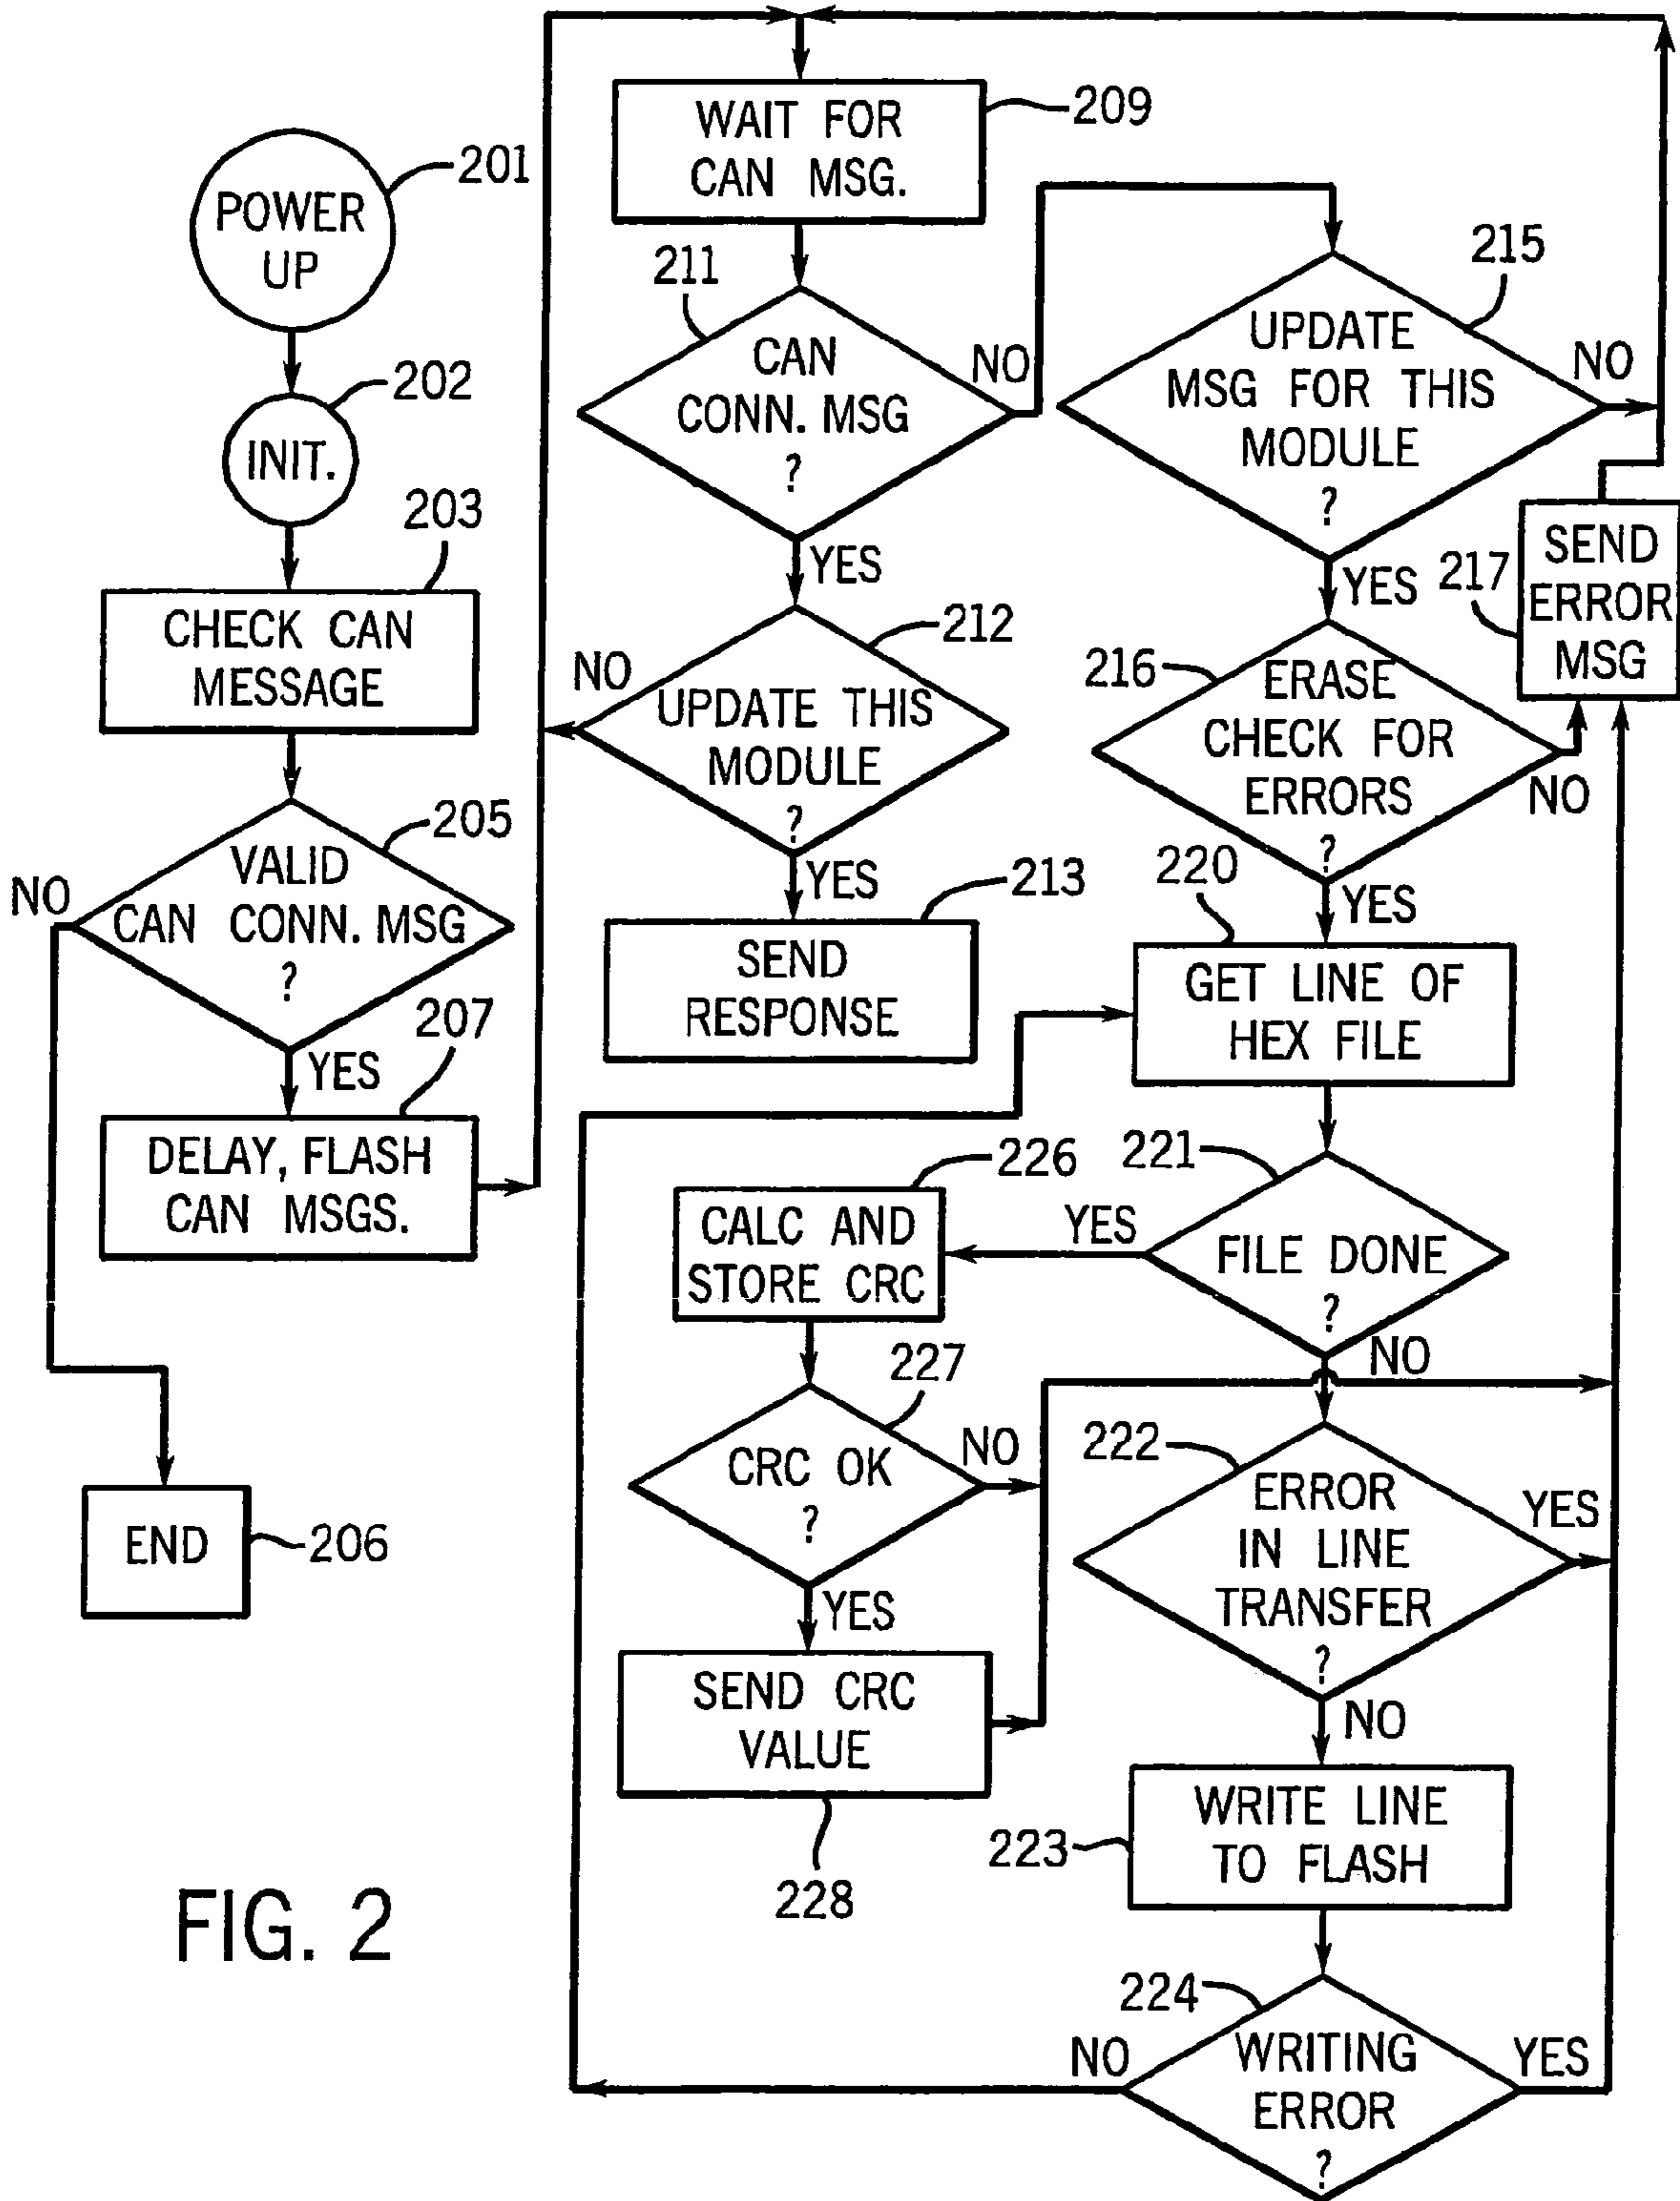 POWER
UP
201
INIT.
202
203
CHECK CAN
MESSAGE
205
VALID
CAN CONN. MSG
?
NO
YES
207
DELAY, FLASH
CAN MSGS.
END
206
WAIT FOR
CAN MSG.
209
211
CAN
CONN. MSG
?
NO
YES
212
UPDATE THIS
MODULE
?
NO
YES
213
SEND
RESPONSE
215
UPDATE
MSG FOR THIS
MODULE
?
NO
YES
217
SEND
ERROR
MSG
216
ERASE
CHECK FOR
ERRORS
?
NO
YES
220
GET LINE OF
HEX FILE
221
FILE DONE
?
YES
NO
226
CALC AND
STORE CRC
227
CRC OK
?
NO
YES
SEND CRC
VALUE
228
222
ERROR
IN LINE
TRANSFER
?
YES
NO
223
WRITE LINE
TO FLASH
224
WRITING
ERROR
?
NO
YES
FIG. 2